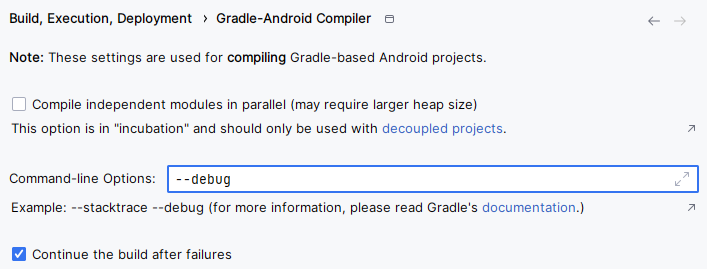 Build, Execution, Deployment › Gradle-Android Compiler
Note: These settings are used for compiling Gradle-based Android projects.
Compile independent modules in parallel (may require larger heap size)
This option is in "incubation" and should only be used with decoupled projects.
Command-line Options: --debug
Example: --stacktrace --debug (for more information, please read Gradle's documentation.)
Continue the build after failures